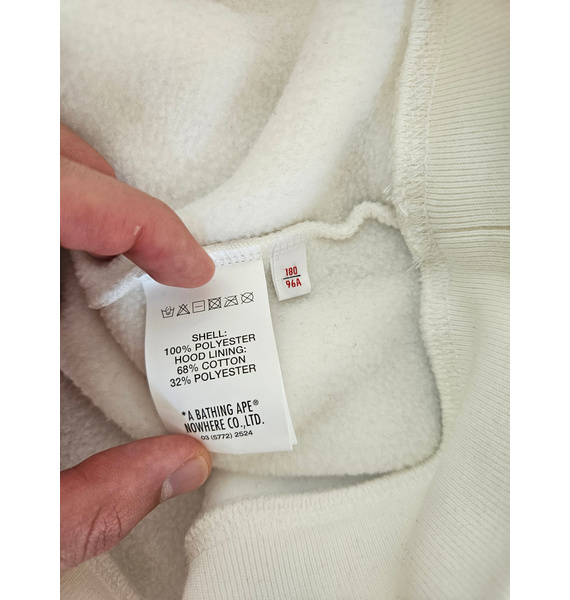 180
96A
SHELL:
100% POLYESTER
HOOD LINING:
68% COTTON
32% POLYESTER
*A BATHING APE®
NOWHERE CO.,LTD.
03 (5772) 2524